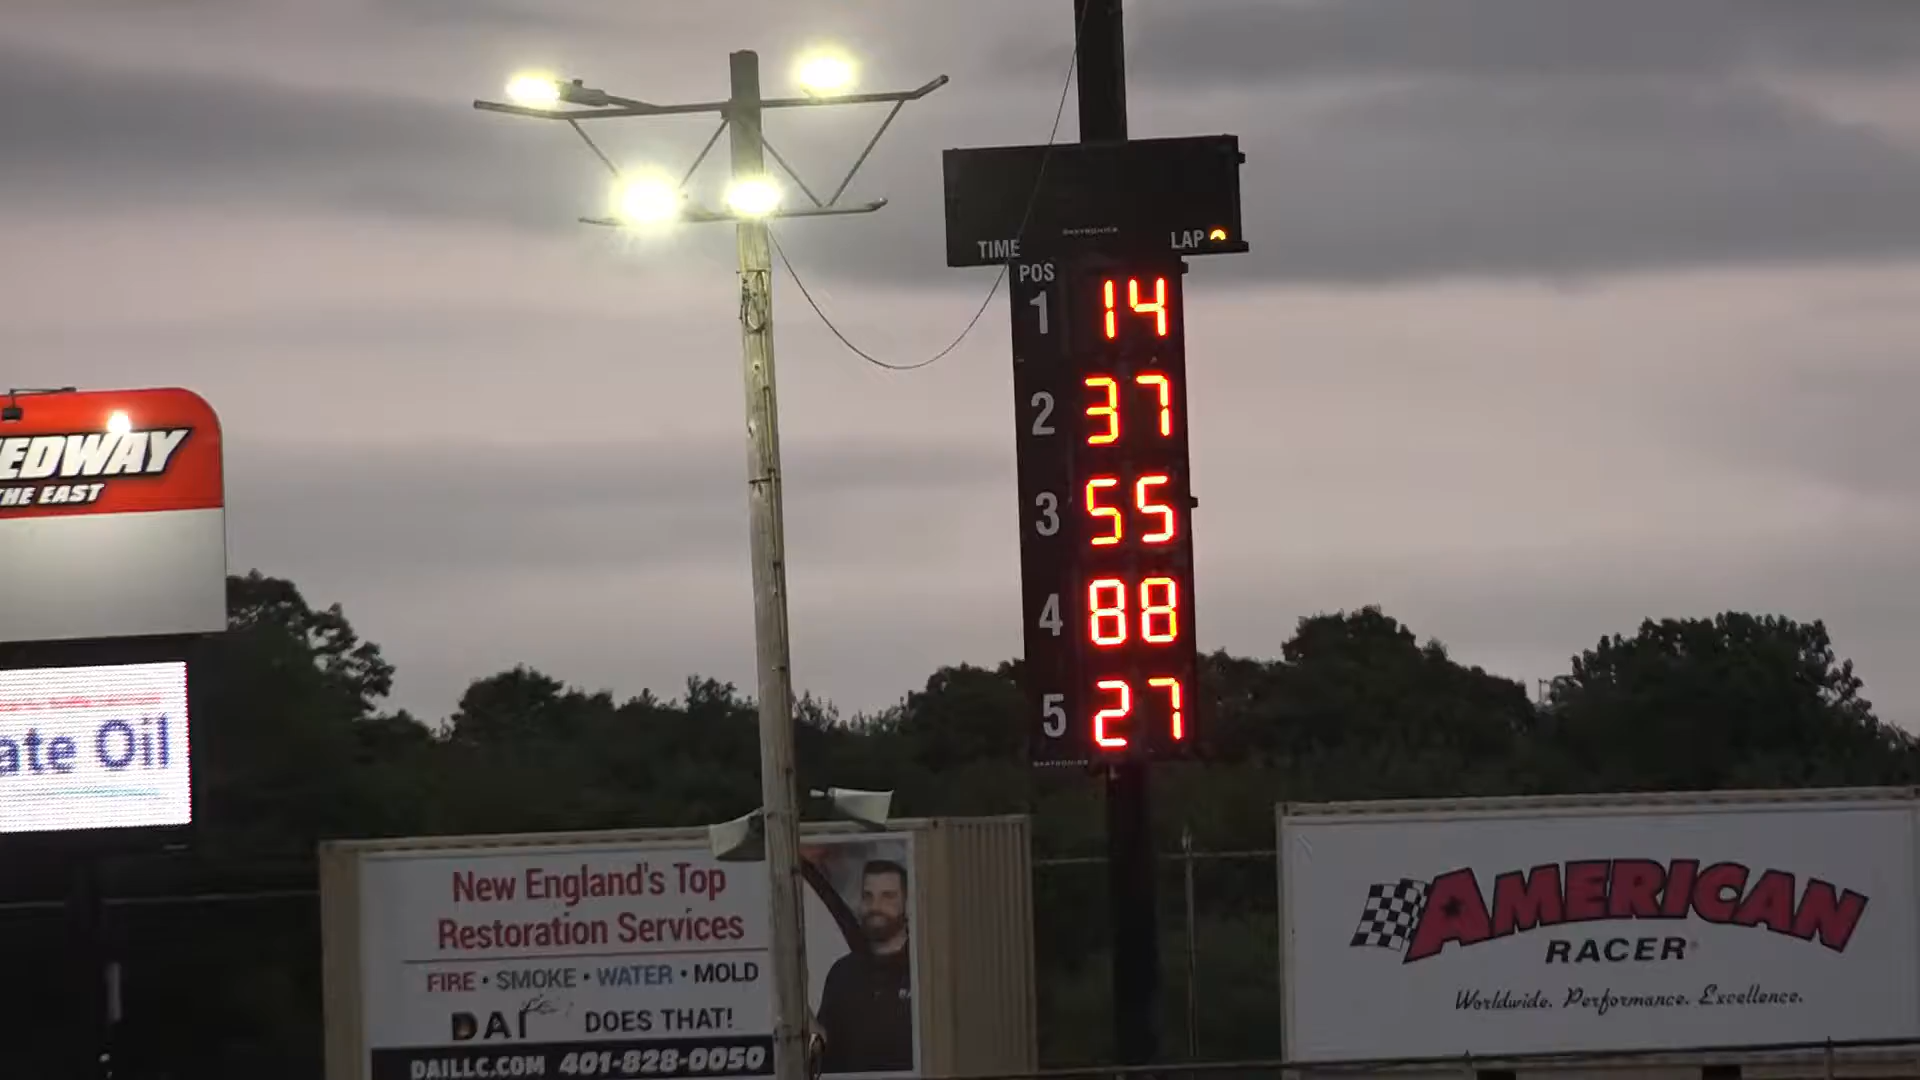 DAKTRONICS
TIME
LAP
POS
1 14
2 37
3 55
4 88
5 27
DAKTRONICS
EDWAY
THE EAST
ate Oil
New England's Top
Restoration Services
FIRE • SMOKE • WATER • MOLD
DAI DOES THAT!
DAILLC.COM 401-828-0050
AMERICAN
RACER
Worldwide. Performance. Excellence.